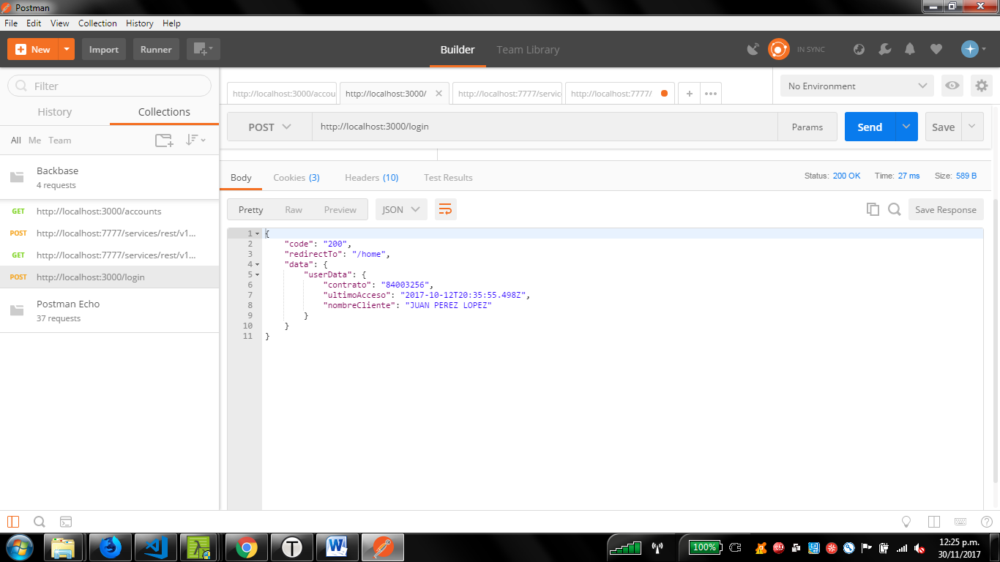 Postman
File Edit View Collection History Help
New Import Runner Builder Team Library IN SYNC
Filter
History Collections
All Me Team
Backbase
4 requests
GET http://localhost:3000/accounts
POST http://localhost:7777/services/rest/v1...
GET http://localhost:7777/services/rest/v1...
POST http://localhost:3000/login
Postman Echo
37 requests
http://localhost:3000/accou http://localhost:3000/ http://localhost:7777/servic http://localhost:7777/ No Environment
POST http://localhost:3000/login Params Send Save
Body Cookies (3) Headers (10) Test Results Status: 200 OK Time: 27 ms Size: 589 B
Pretty Raw Preview JSON Save Response
1 {
2 "code": "200",
3 "redirectTo": "/home",
4 "data": {
5 "userData": {
6 "contrato": "84003256",
7 "ultimoAcceso": "2017-10-12T20:35:55.498Z",
8 "nombreCliente": "JUAN PEREZ LOPEZ"
9 }
10 }
11 }
100%
12:25 p.m.
30/11/2017